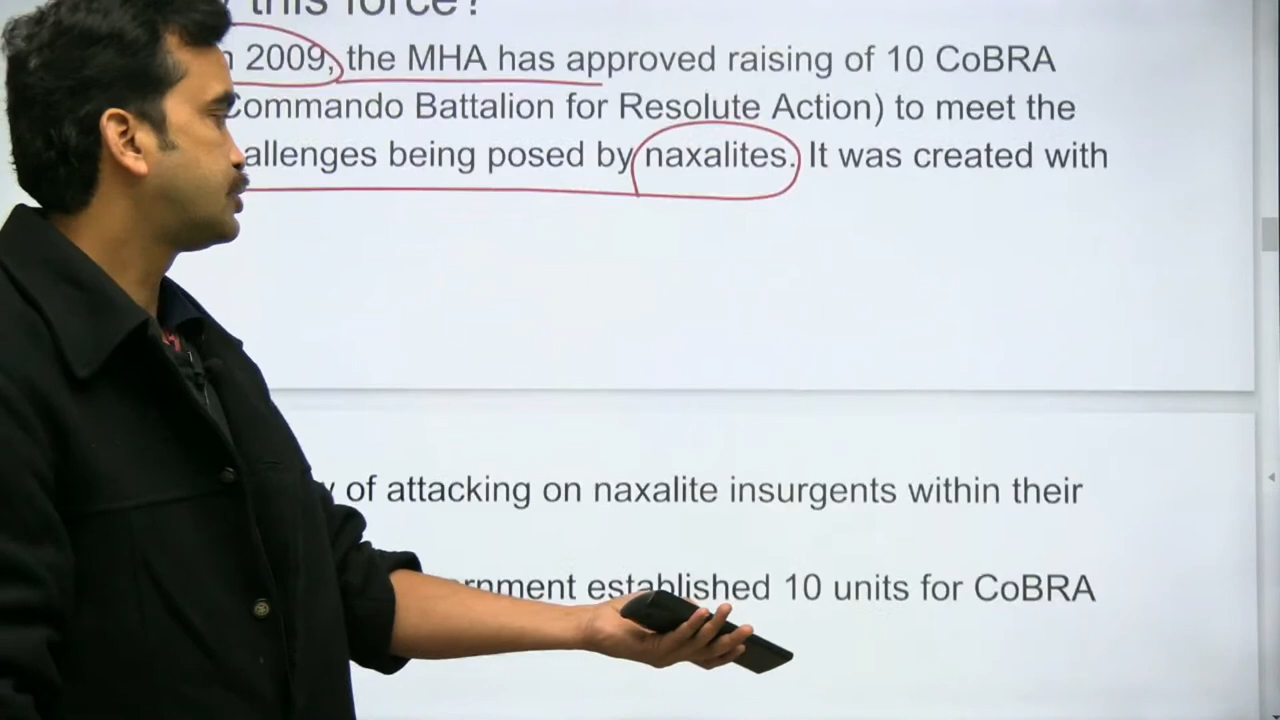 this force?
2009, the MHA has approved raising of 10 CoBRA
Commando Battalion for Resolute Action) to meet the
allenges being posed by naxalites. It was created with
of attacking on naxalite insurgents within their
rnment established 10 units for CoBRA